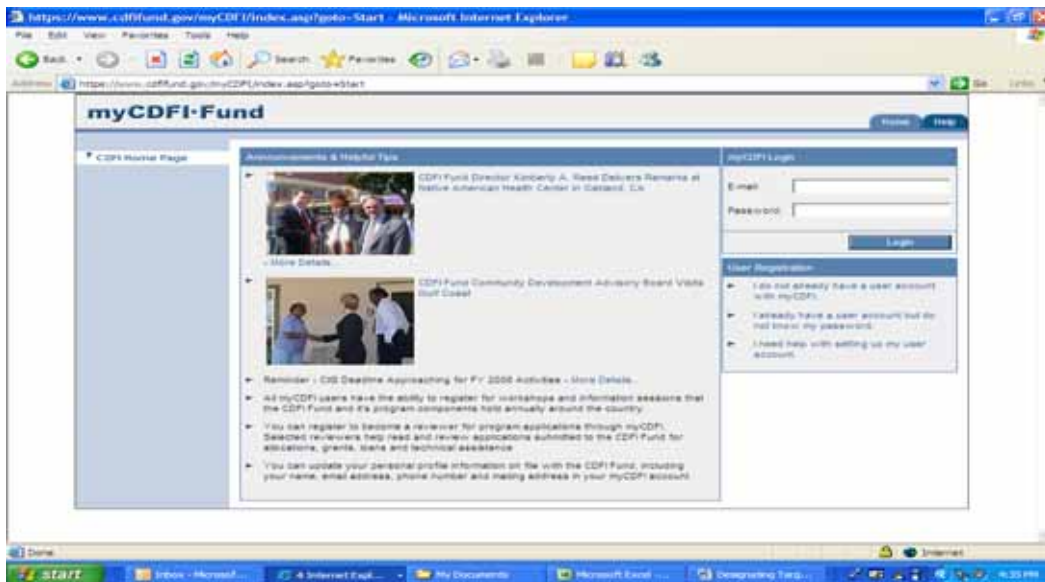 https://www.cdfifund.gov/myCDFI/index.asp?goto=Start - Microsoft Internet Explorer
File Edit View Favorites Tools Help
Back Search Favorites
Address https://www.cdfifund.gov/myCDFI/index.asp?goto=Start Go Links
myCDFI·Fund
Home Help
CDFI Home Page
Announcements & Helpful Tips
CDFI Fund Director Kimberly A. Reed Delivers Remarks at
Native American Health Center in Oakland, CA
- More Details...
CDFI Fund Community Development Advisory Board Visits
Gulf Coast
Reminder - CIIS Deadline Approaching for FY 2006 Activities - More Details...
All myCDFI users have the ability to register for workshops and information sessions that
the CDFI Fund and it's program components hold annually around the country.
You can register to become a reviewer for program applications through myCDFI.
Selected reviewers help read and review applications submitted to the CDFI Fund for
allocations, grants, loans and technical assistance
You can update your personal profile information on file with the CDFI Fund, including
your name, email address, phone number and mailing address in your myCDFI account
myCDFI Login
E-mail
Password
Login
User Registration
I do not already have a user account
with myCDFI.
I already have a user account but do
not know my password.
I need help with setting up my user
account.
Done Internet
start Inbox - Microsof... 4 Internet Expl... My Documents Microsoft Excel - ... Designating Targ... 4:35 PM